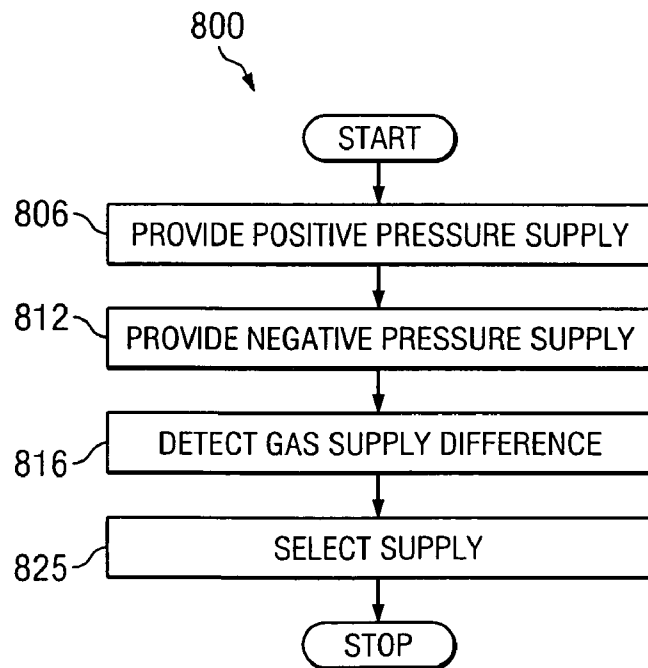 800
START
806
PROVIDE POSITIVE PRESSURE SUPPLY
812
PROVIDE NEGATIVE PRESSURE SUPPLY
816
DETECT GAS SUPPLY DIFFERENCE
825
SELECT SUPPLY
STOP